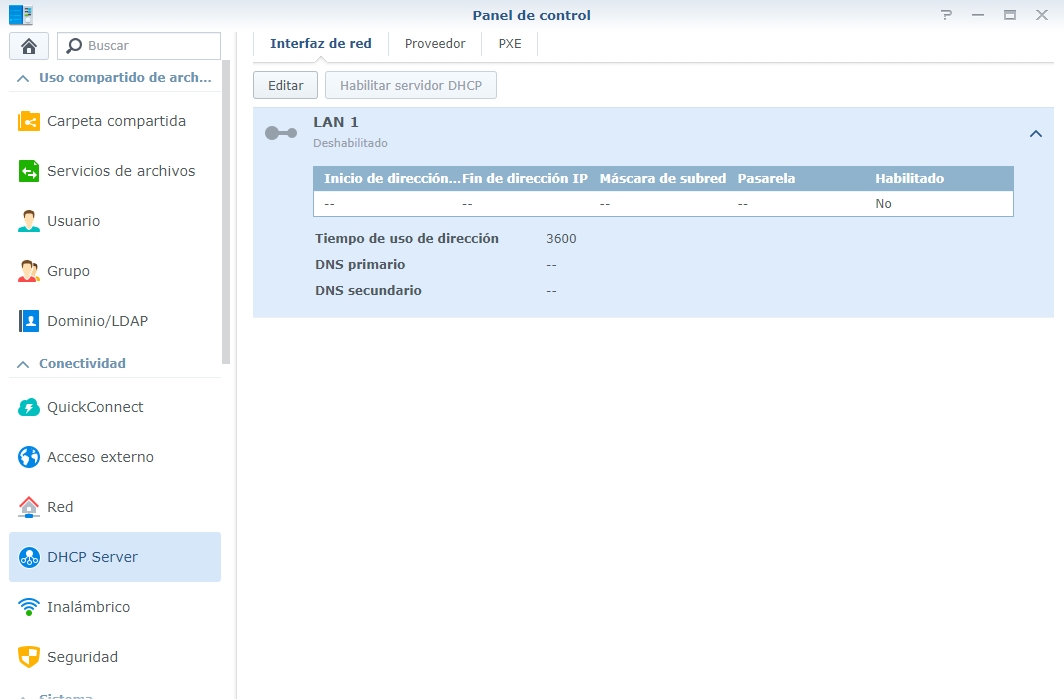 Panel de control
Buscar
Uso compartido de arch...
Carpeta compartida
Servicios de archivos
Usuario
Grupo
Dominio/LDAP
Conectividad
QuickConnect
Acceso externo
Red
DHCP Server
Inalámbrico
Seguridad
Sistema
Interfaz de red Proveedor PXE
Editar Habilitar servidor DHCP
LAN 1
Deshabilitado
Inicio de dirección... Fin de dirección IP Máscara de subred Pasarela Habilitado
-- -- -- -- No
Tiempo de uso de dirección 3600
DNS primario --
DNS secundario --